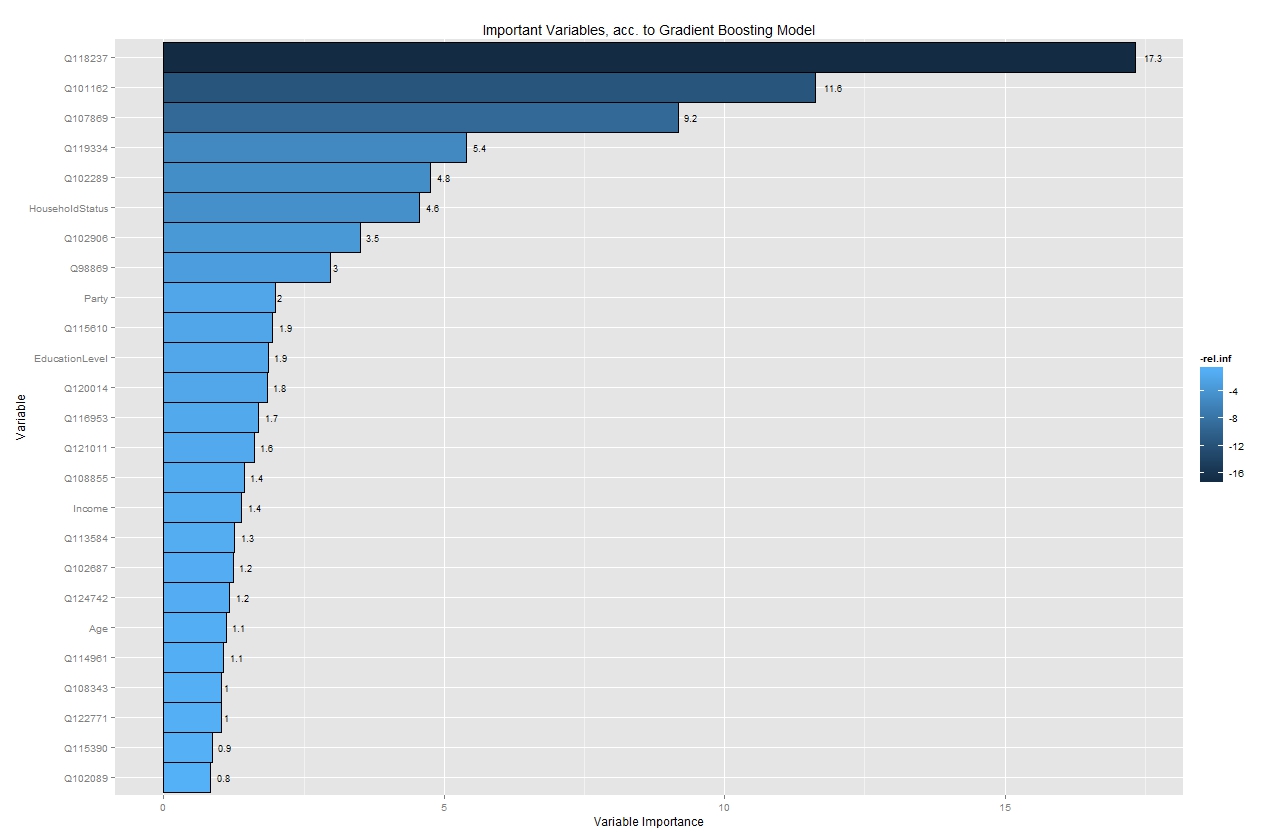 Important Variables, acc. to Gradient Boosting Model
Q118237 17.3
Q101162 11.6
Q107869 9.2
Q119334 5.4
Q102289 4.8
HouseholdStatus 4.6
Q102906 3.5
Q98869 3
Party 2
Q115610 1.9
EducationLevel 1.9
Q120014 1.8
Q116953 1.7
Q121011 1.6
Q108855 1.4
Income 1.4
Q113584 1.3
Q102687 1.2
Q124742 1.2
Age 1.1
Q114961 1.1
Q108343 1
Q122771 1
Q115390 0.9
Q102089 0.8
Variable
0 5 10 15
Variable Importance
-rel.inf
-4
-8
-12
-16